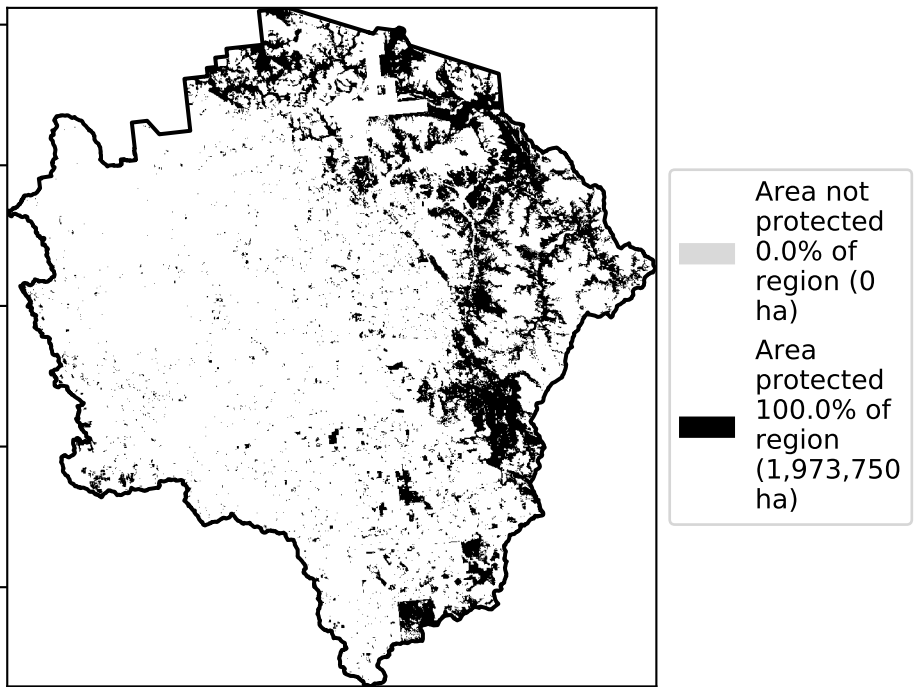 Area not
protected
0.0% of
region (0
ha)
Area
protected
100.0% of
region
(1,973,750
ha)